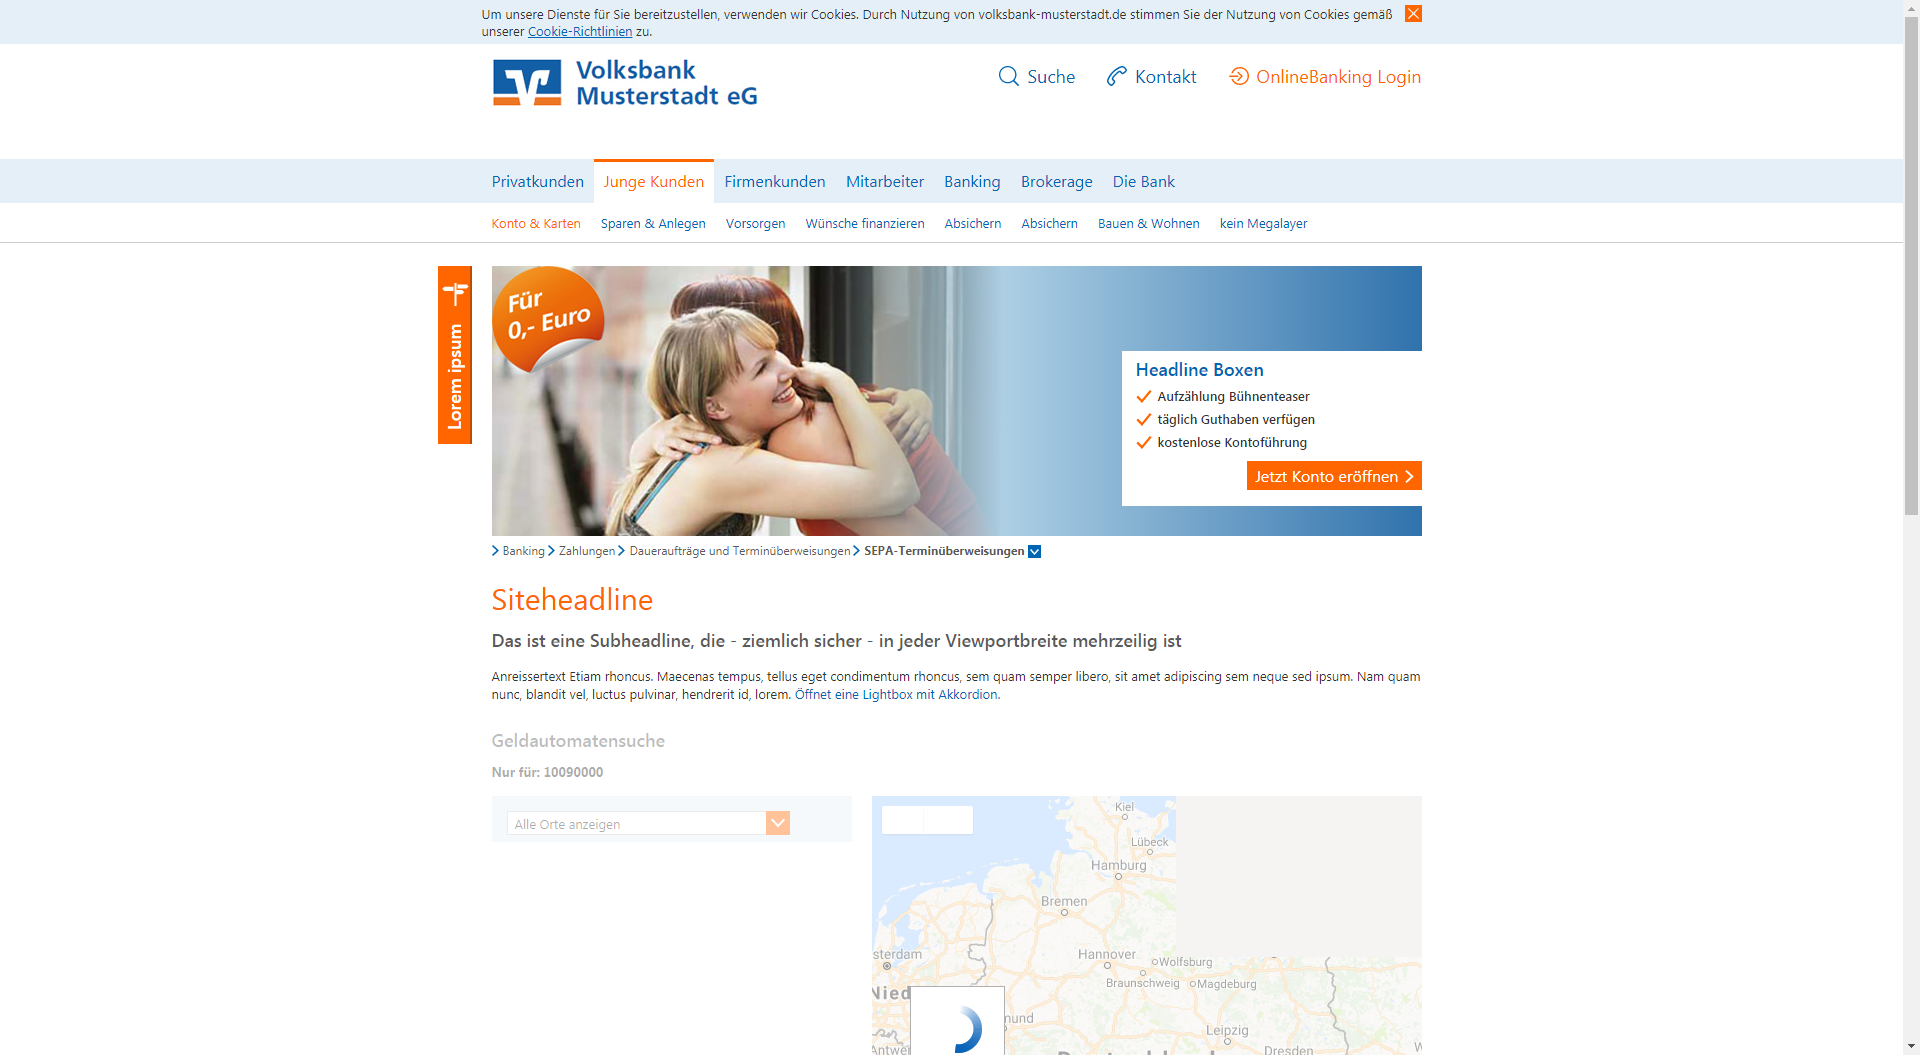 Um unsere Dienste für Sie bereitzustellen, verwenden wir Cookies. Durch Nutzung von volksbank-musterstadt.de stimmen Sie der Nutzung von Cookies gemäß
unserer Cookie-Richtlinien zu.
Volksbank
Musterstadt eG
Suche
Kontakt
OnlineBanking Login
Privatkunden
Junge Kunden
Firmenkunden
Mitarbeiter
Banking
Brokerage
Die Bank
Konto & Karten
Sparen & Anlegen
Vorsorgen
Wünsche finanzieren
Absichern
Absichern
Bauen & Wohnen
kein Megalayer
Lorem ipsum
Für
0,- Euro
Headline Boxen
Aufzählung Bühnenteaser
täglich Guthaben verfügen
kostenlose Kontoführung
Jetzt Konto eröffnen
Banking
Zahlungen
Daueraufträge und Terminüberweisungen
SEPA-Terminüberweisungen
Siteheadline
Das ist eine Subheadline, die - ziemlich sicher - in jeder Viewportbreite mehrzeilig ist
Anreissertext Etiam rhoncus. Maecenas tempus, tellus eget condimentum rhoncus, sem quam semper libero, sit amet adipiscing sem neque sed ipsum. Nam quam
nunc, blandit vel, luctus pulvinar, hendrerit id, lorem. Öffnet eine Lightbox mit Akkordion.
Geldautomatensuche
Nur für: 10090000
Alle Orte anzeigen
Kiel
Lübeck
Hamburg
Bremen
sterdam
Hannover
Wolfsburg
Braunschweig
Magdeburg
Nied
mund
Leipzig
Antwe
Dresden